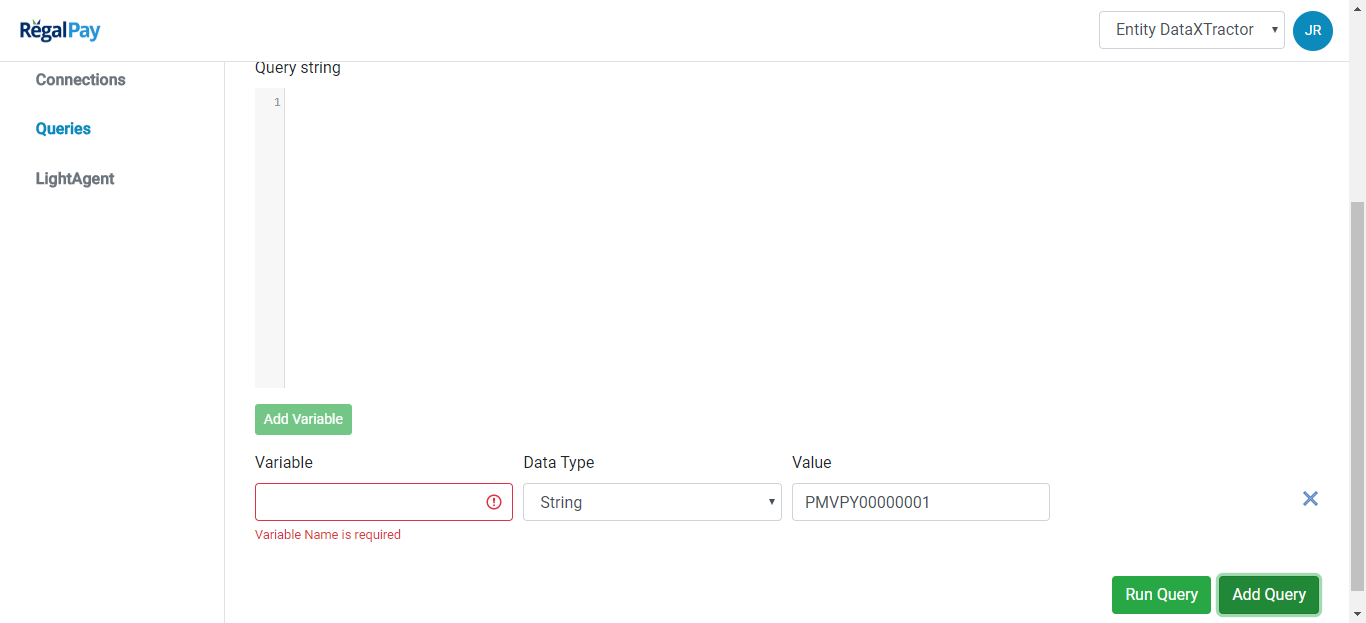 RegalPay
Entity DataXTractor
JR
Connections
Queries
LightAgent
Query string
1
Add Variable
Variable
Data Type
Value
String
PMVPY00000001
Variable Name is required
Run Query
Add Query